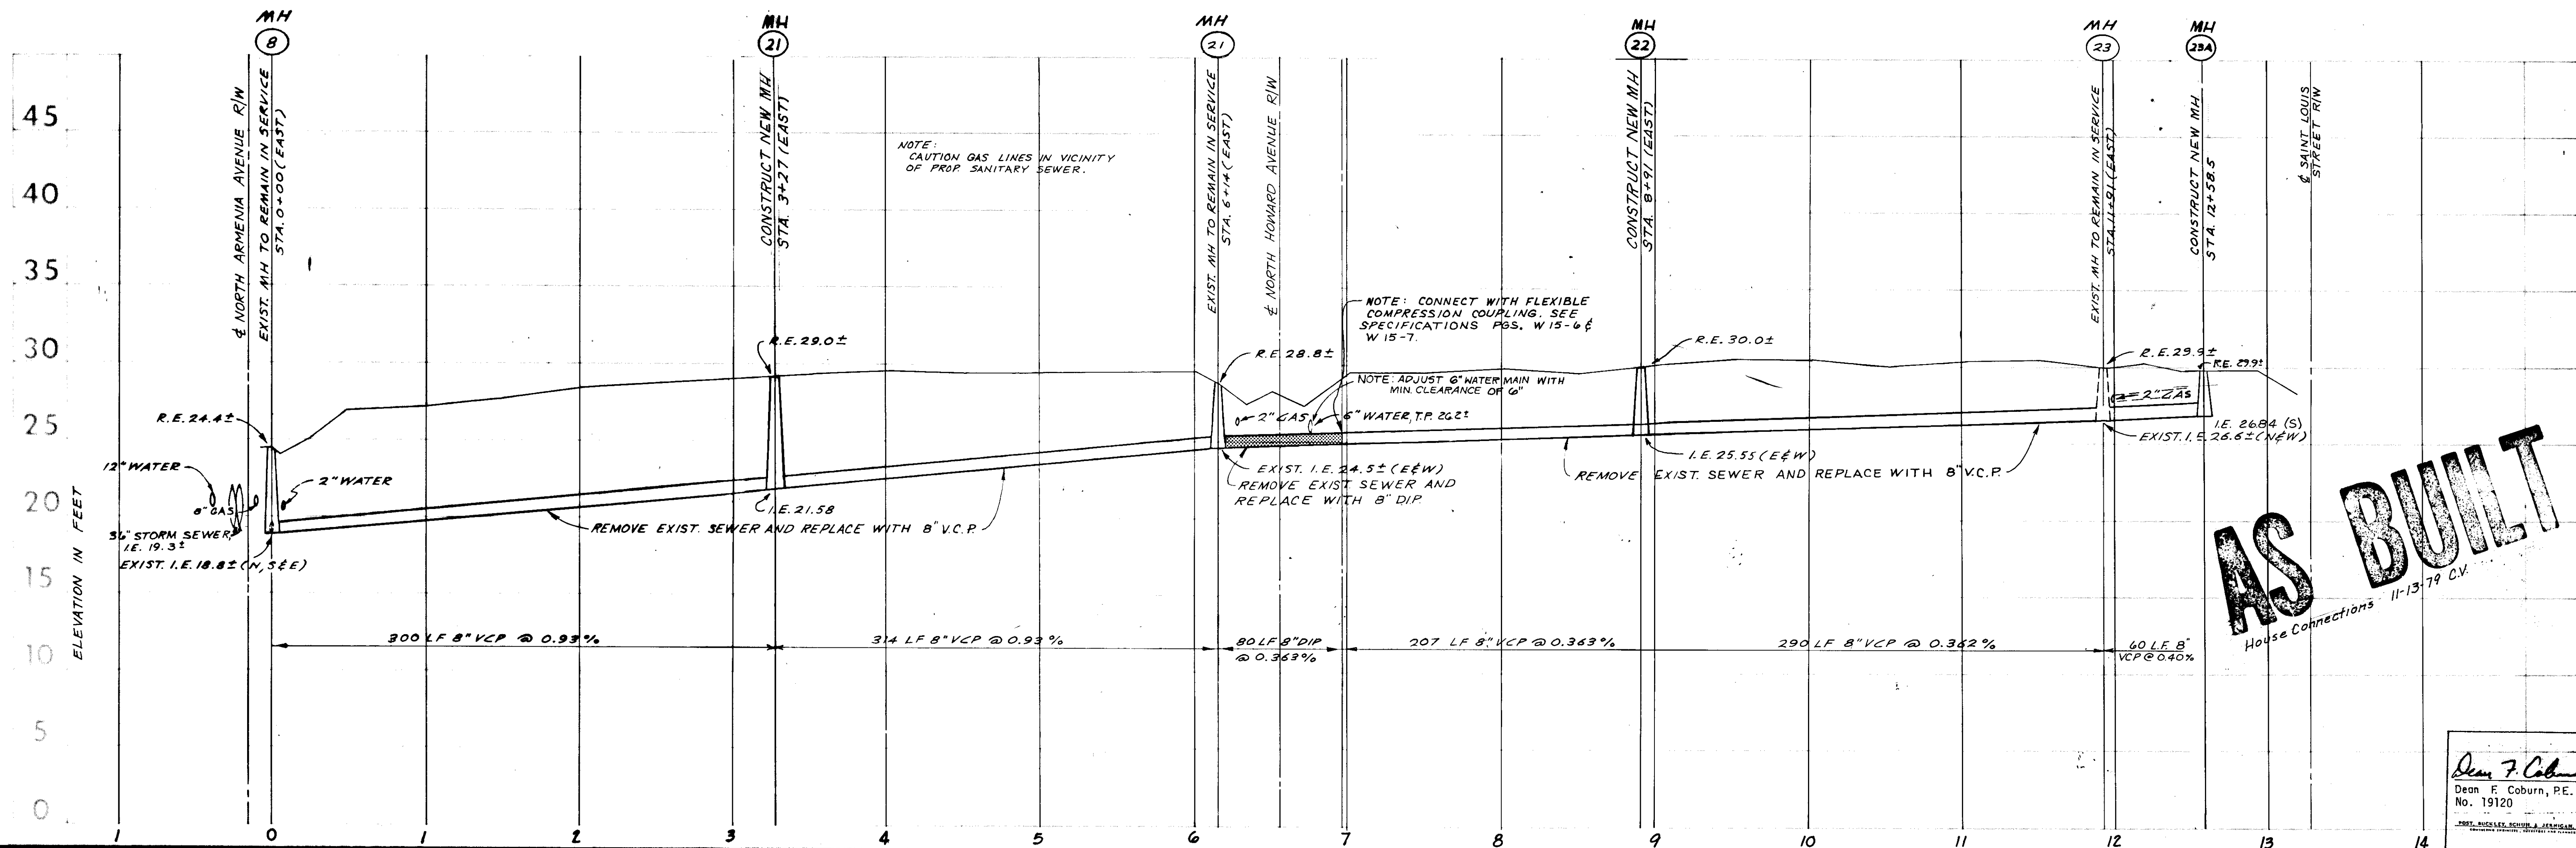 MH
8
MH
21
MH
21
MH
22
MH
23
MH
23A
45
40
35
30
25
20
15
10
5
0
ELEVATION IN FEET
℄ NORTH ARMENIA AVENUE R/W
EXIST. MH TO REMAIN IN SERVICE
STA. 0+00 (EAST)
CONSTRUCT NEW MH
STA. 3+27 (EAST)
NOTE:
CAUTION GAS LINES IN VICINITY
OF PROP. SANITARY SEWER.
EXIST. MH TO REMAIN IN SERVICE
STA. 6+14 (EAST)
℄ NORTH HOWARD AVENUE R/W
NOTE: CONNECT WITH FLEXIBLE
COMPRESSION COUPLING. SEE
SPECIFICATIONS PGS. W 15-6 &
W 15-7.
CONSTRUCT NEW MH
STA. 8+91 (EAST)
EXIST. MH TO REMAIN IN SERVICE
STA. 11+91 (EAST)
CONSTRUCT NEW MH
STA. 12+58.5
℄ SAINT LOUIS
STREET R/W
R.E. 24.4±
R.E. 29.0±
R.E. 28.8±
R.E. 30.0±
R.E. 29.9±
R.E. 29.9±
NOTE: ADJUST 6" WATER MAIN WITH
MIN. CLEARANCE OF 6"
2" GAS
6" WATER, T.P. 26.2±
2" GAS
12" WATER
8" GAS
2" WATER
36" STORM SEWER,
I.E. 19.3±
EXIST. I.E. 18.8± (N, S & E)
I.E. 21.58
REMOVE EXIST. SEWER AND REPLACE WITH 8" V.C.P.
EXIST. I.E. 24.5± (E & W)
REMOVE EXIST SEWER AND
REPLACE WITH 8" DIP.
I.E. 25.55 (E & W)
REMOVE EXIST. SEWER AND REPLACE WITH 8" V.C.P.
I.E. 26.84 (S)
EXIST. I.E. 26.6± (N & W)
300 LF 8" VCP @ 0.93%
314 LF 8" VCP @ 0.93%
80 LF 8" DIP
@ 0.363%
207 LF 8" VCP @ 0.363%
290 LF 8" VCP @ 0.362%
60 L.F. 8"
VCP @ 0.40%
AS BUILT
House Connections 11-13-79 C.V.
Dean F. Coburn, P.E.
No. 19120
POST, BUCKLEY, SCHUH & JERNIGAN,
1 0 1 2 3 4 5 6 7 8 9 10 11 12 13 14